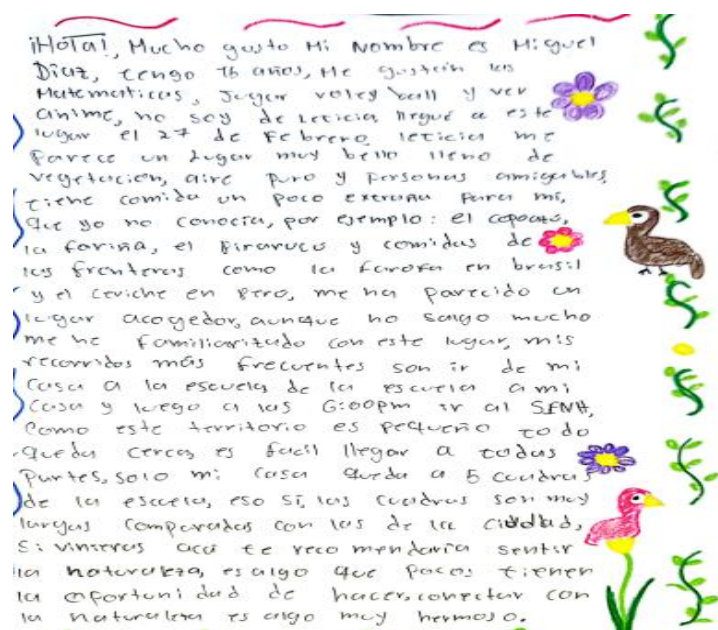 ¡Hola!, Mucho gusto Mi Nombre es Miguel
Díaz, tengo 16 años, Me gustan las
Matematicas, Jugar voley ball y ver
anime, no soy de leticia llegué a este
lugar el 27 de Febrero, leticia me
Parece un lugar muy bello lleno de
vegetacion, aire puro y Personas amigables,
tiene comida un poco extraña Para mi,
que yo no conocia, por ejemplo: el copoazu,
la fariña, el Pirarucu y comidas de
las fronteras como la farofa en brasil
y el ceviche en Perú, me ha parecido un
lugar acogedor, aunque no salgo mucho
me he familiarizado con este lugar, mis
recorridos más frecuentes son ir de mi
casa a la escuela de la escuela a mi
casa y luego a las 6:00pm ir al SENA,
como este territorio es pequeño todo
queda cerca, es facil llegar a todas
Partes, solo mi casa queda a 5 cuadras
de la escuela, eso sí, las cuadras son muy
largas comparadas con las de la ciudad,
Si vinieras aca te recomendaria sentir
la naturaleza, es algo que pocos tienen
la oportunidad de hacer, conectar con
la naturaleza es algo muy hermoso.